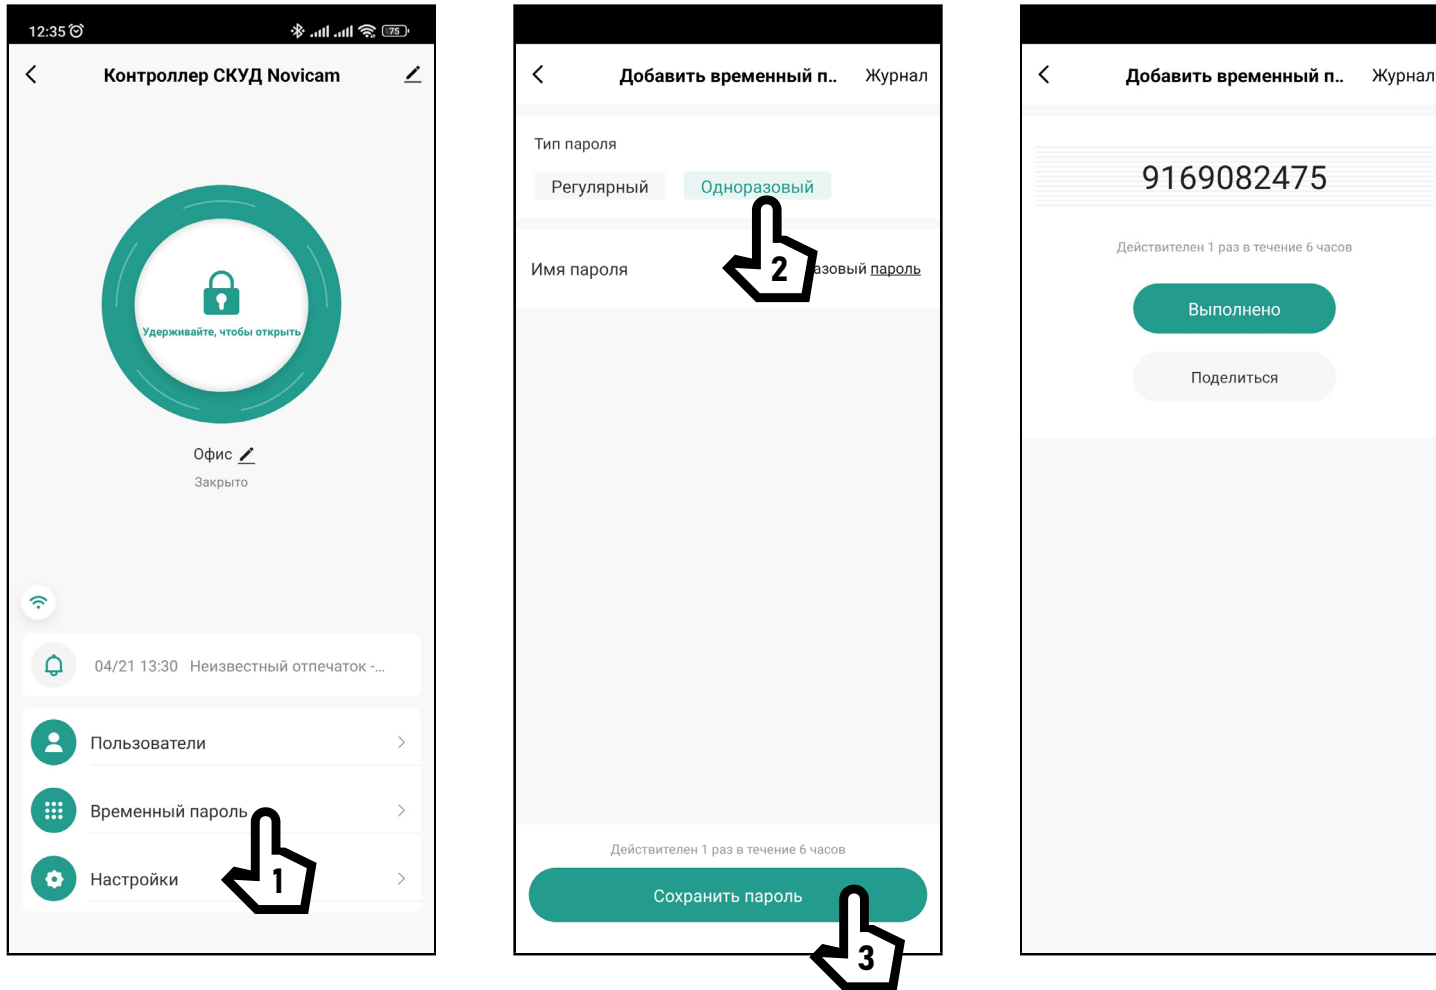 12:35
75
Контроллер СКУД Novicam
Удерживайте, чтобы открыть
Офис
Закрыто
04/21 13:30 Неизвестный отпечаток -...
Пользователи
Временный пароль
Настройки
1
Добавить временный п.. Журнал
Тип пароля
Регулярный Одноразовый
2
Имя пароля пароль
Действителен 1 раз в течение 6 часов
Сохранить пароль
3
Добавить временный п.. Журнал
9169082475
Действителен 1 раз в течение 6 часов
Выполнено
Поделиться